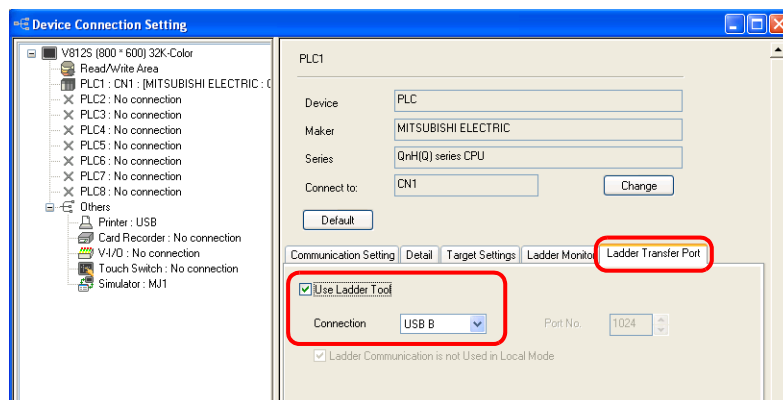 Device Connection Setting
V812S (800 * 600) 32K-Color
Read/Write Area
PLC1 : CN1 : [MITSUBISHI ELECTRIC :
PLC2 : No connection
PLC3 : No connection
PLC4 : No connection
PLC5 : No connection
PLC6 : No connection
PLC7 : No connection
PLC8 : No connection
Others
Printer : USB
Card Recorder : No connection
V-I/O : No connection
Touch Switch : No connection
Simulator : MJ1
PLC1
Device PLC
Maker MITSUBISHI ELECTRIC
Series QnH(Q) series CPU
Connect to: CN1 Change
Default
Communication Setting Detail Target Settings Ladder Monitor Ladder Transfer Port
Use Ladder Tool
Connection USB B Port No. 1024
Ladder Communication is not Used in Local Mode